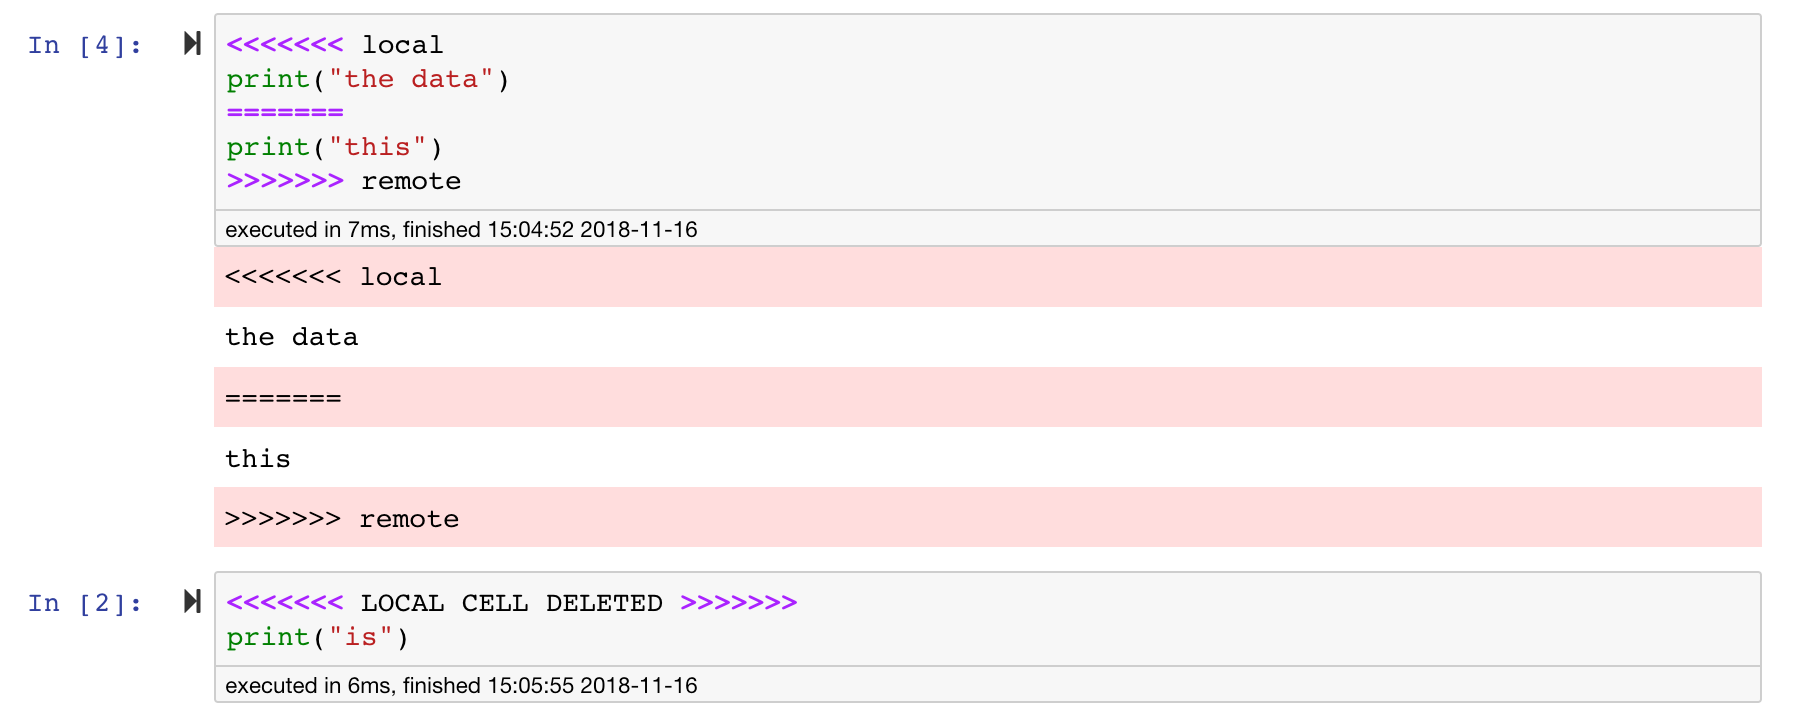 In [4]:
<<<<<<< local
print("the data")
=======
print("this")
>>>>>>> remote
executed in 7ms, finished 15:04:52 2018-11-16
<<<<<<< local
the data
=======
this
>>>>>>> remote
In [2]:
<<<<<<< LOCAL CELL DELETED >>>>>>>
print("is")
executed in 6ms, finished 15:05:55 2018-11-16